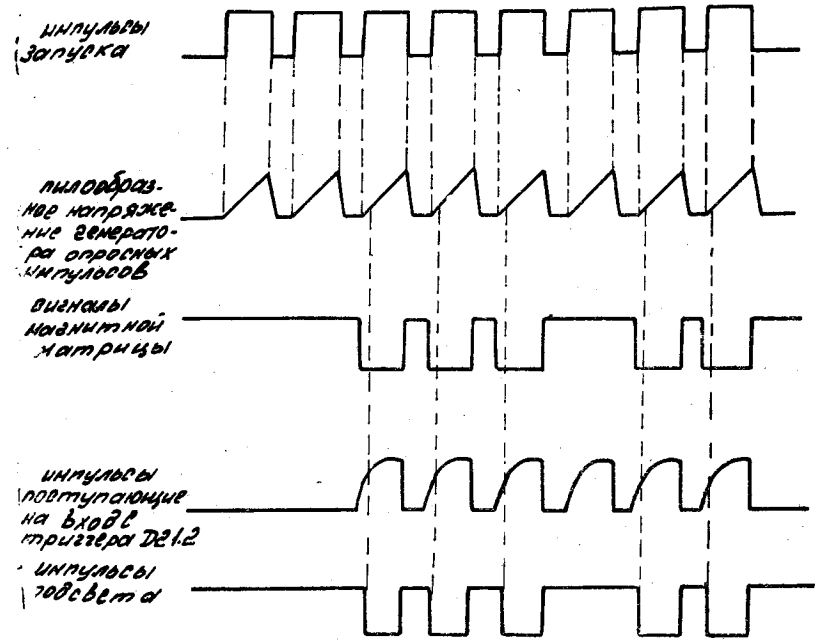 импульсы
запуска
пилообраз-
ное напряже-
ние генерато-
ра опросных
импульсов
сигналы
магнитной
матрицы
импульсы
поступающие
на вход С
триггера D21.2
импульсы
подсвета